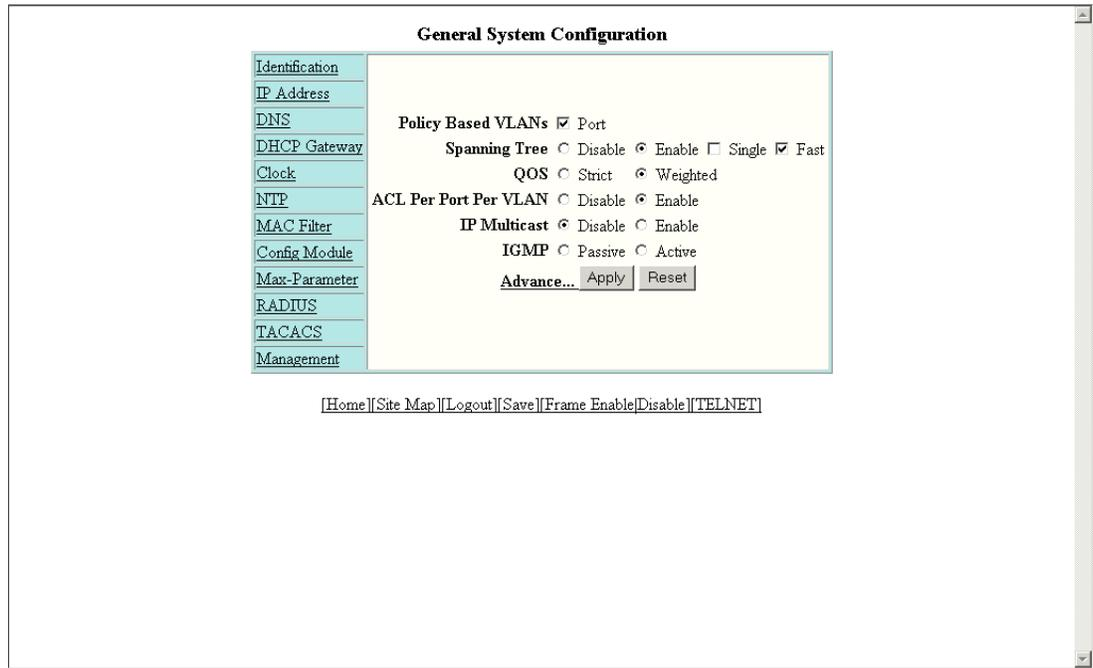 General System Configuration
Identification
IP Address
DNS
DHCP Gateway
Clock
NTP
MAC Filter
Config Module
Max-Parameter
RADIUS
TACACS
Management
Policy Based VLANs Port
Spanning Tree Disable Enable Single Fast
QOS Strict Weighted
ACL Per Port Per VLAN Disable Enable
IP Multicast Disable Enable
IGMP Passive Active
Advance... Apply Reset
[Home][Site Map][Logout][Save][Frame Enable|Disable][TELNET]